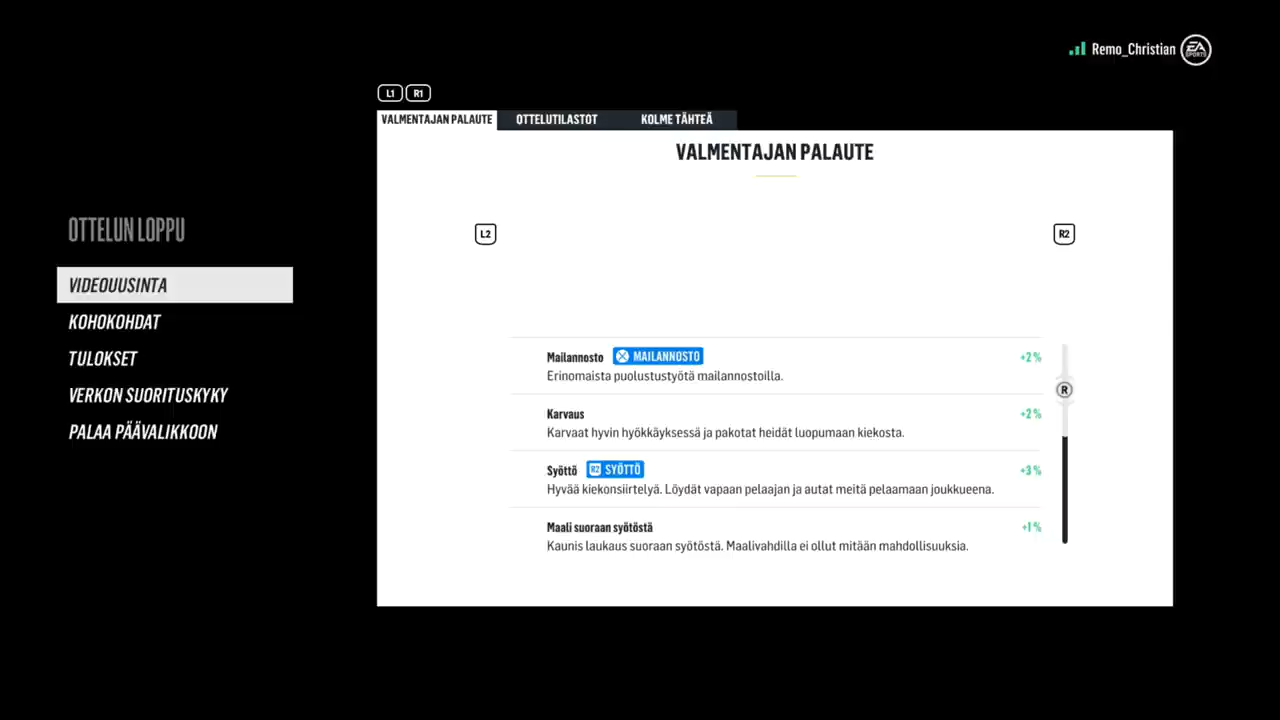 Remo_Christian
EA SPORTS
L1 R1
VALMENTAJAN PALAUTE OTTELUTILASTOT KOLME TÄHTEÄ
VALMENTAJAN PALAUTE
L2 R2
OTTELUN LOPPU
VIDEOUUSINTA
KOHOKOHDAT
TULOKSET
VERKON SUORITUSKYKY
PALAA PÄÄVALIKKOON
Mailannosto MAILANNOSTO +2 %
Erinomaista puolustustyötä mailannostoilla.
R
Karvaus +2 %
Karvaat hyvin hyökkäyksessä ja pakotat heidät luopumaan kiekosta.
Syöttö R2 SYÖTTÖ +3 %
Hyvää kiekonsiirtelyä. Löydät vapaan pelaajan ja autat meitä pelaamaan joukkueena.
Maali suoraan syötöstä +1 %
Kaunis laukaus suoraan syötöstä. Maalivahdilla ei ollut mitään mahdollisuuksia.